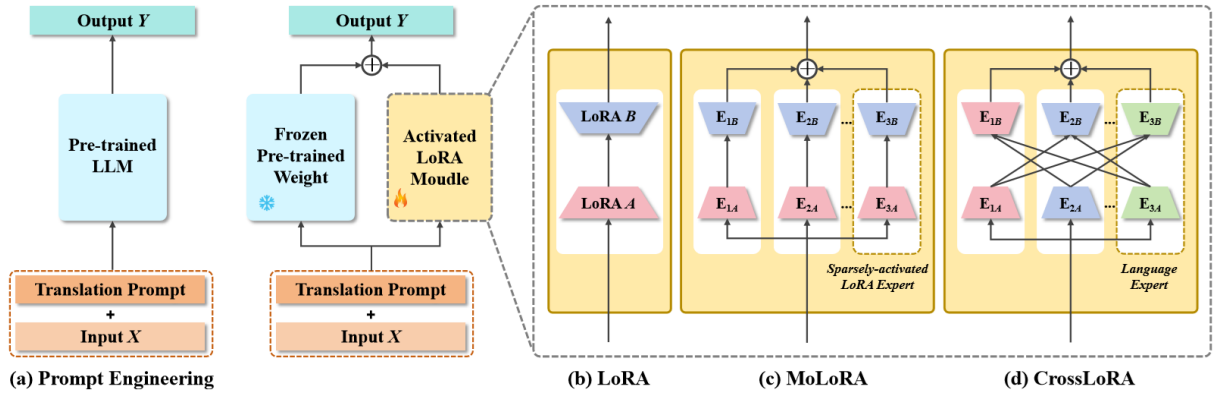 Output Y
Pre-trained
LLM
Translation Prompt
+
Input X
(a) Prompt Engineering
Output Y
Frozen
Pre-trained
Weight
Activated
LoRA
Moudle
Translation Prompt
+
Input X
LoRA B
LoRA A
(b) LoRA
E1B
E2B
...
E3B
E1A
E2A
...
E3A
Sparsely-activated
LoRA Expert
(c) MoLoRA
E1B
E2B
...
E3B
E1A
E2A
...
E3A
Language
Expert
(d) CrossLoRA